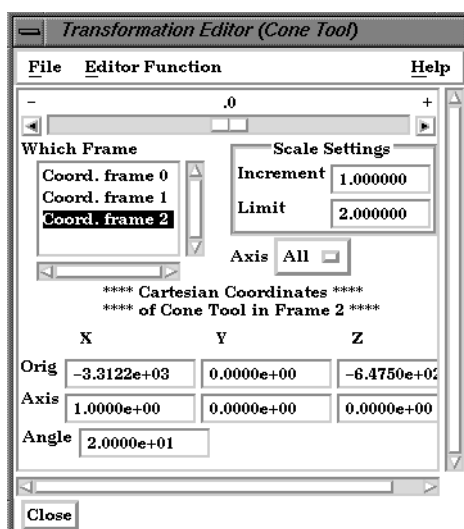 Transformation Editor (Cone Tool)
File Editor Function Help
- .0 +
Which Frame Scale Settings
Coord. frame 0
Coord. frame 1
Coord. frame 2
Increment 1.000000
Limit 2.000000
Axis All
**** Cartesian Coordinates ****
**** of Cone Tool in Frame 2 ****
X Y Z
Orig -3.3122e+03 0.0000e+00 -6.4750e+02
Axis 1.0000e+00 0.0000e+00 0.0000e+00
Angle 2.0000e+01
Close